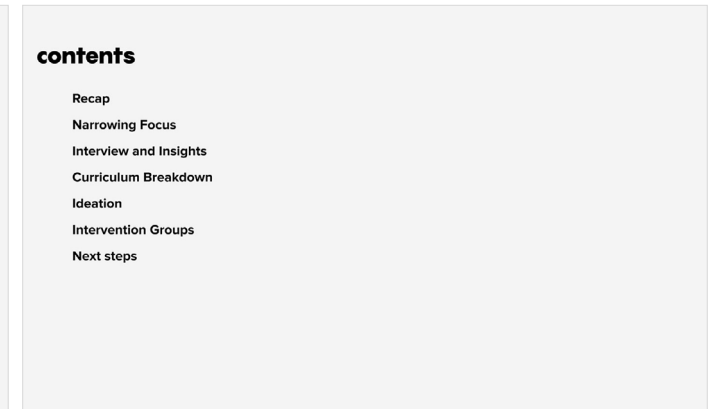 contents
Recap
Narrowing Focus
Interview and Insights
Curriculum Breakdown
Ideation
Intervention Groups
Next steps